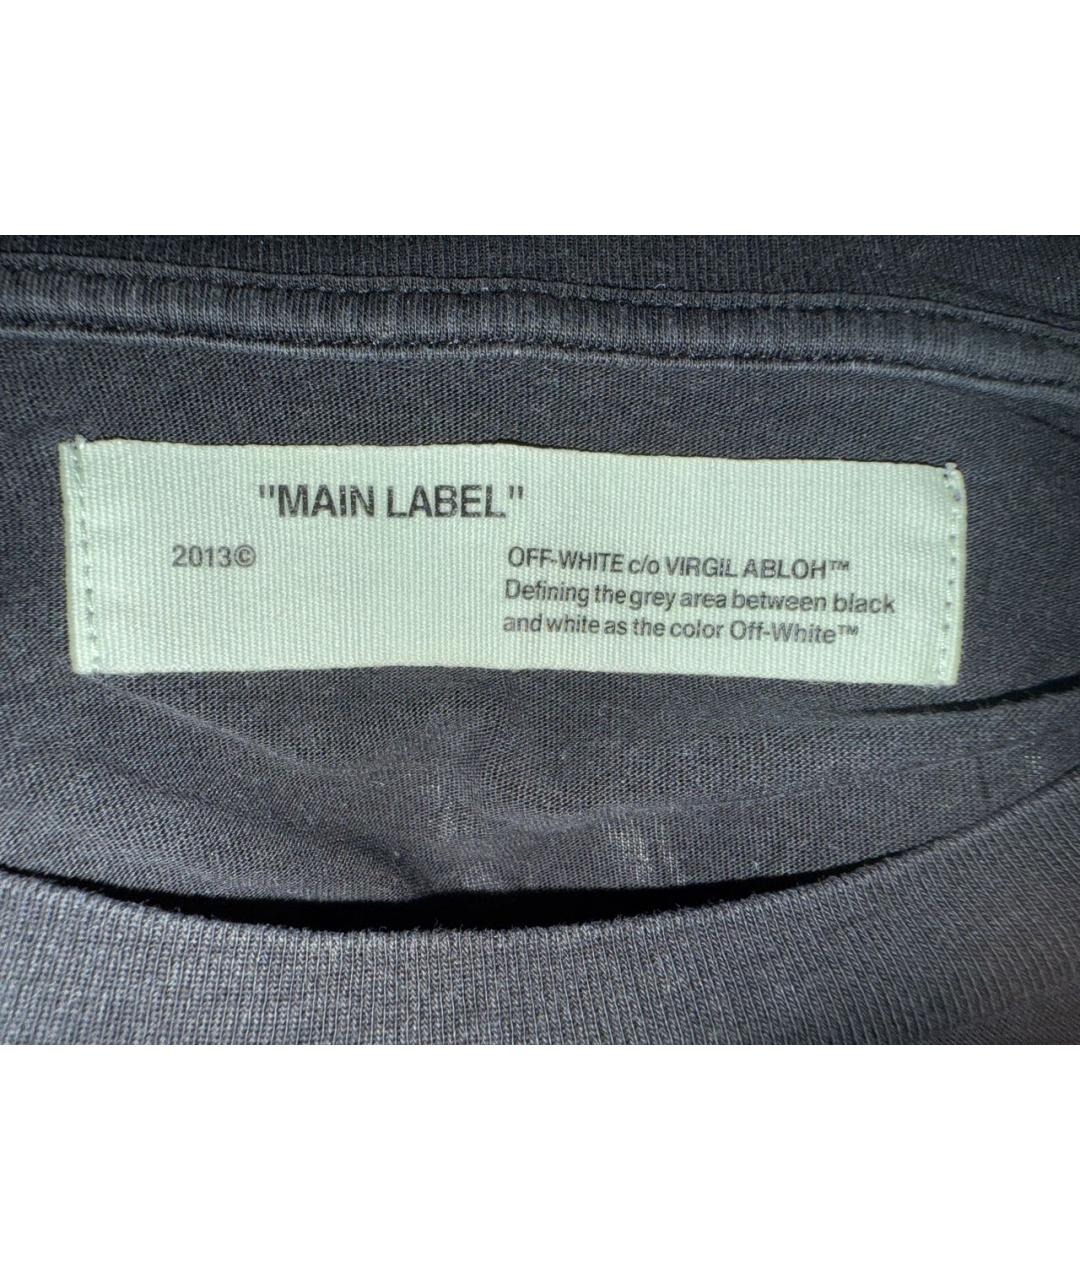 "MAIN LABEL"
2013© OFF-WHITE c/o VIRGIL ABLOH™
Defining the grey area between black
and white as the color Off-White™